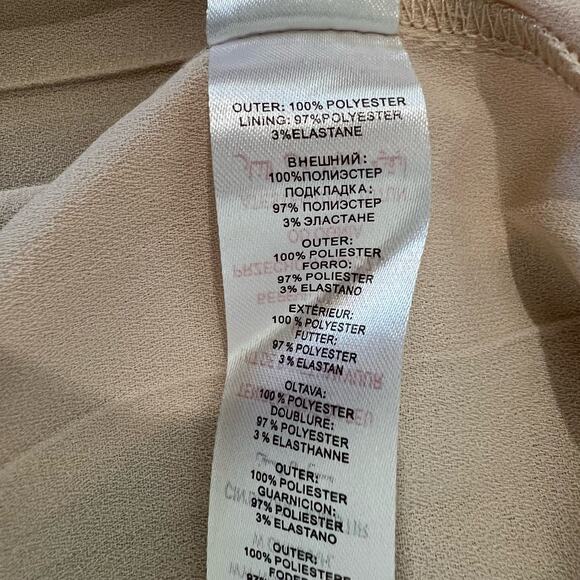 OUTER: 100% POLYESTER
LINING: 97% POLYESTER
3%ELASTANE
ВНЕШНИЙ:
100%ПОЛИЭСТЕР
ПОДКЛАДКА:
97% ПОЛИЭСТЕР
3% ЭЛАСТАНЕ
OUTER:
100% POLIESTER
FORRO:
97% POLIESTER
3% ELASTANO
EXTÉRIEUR:
100% POLYESTER
FUTTER:
97% POLYESTER
3% ELASTAN
OLTAVA:
100% POLYESTER
DOUBLURE:
97% POLYESTER
3% ELASTHANNE
OUTER:
100% POLIESTER
GUARNICION:
97% POLIESTER
3% ELASTANO
OUTER:
100% POLIESTERE